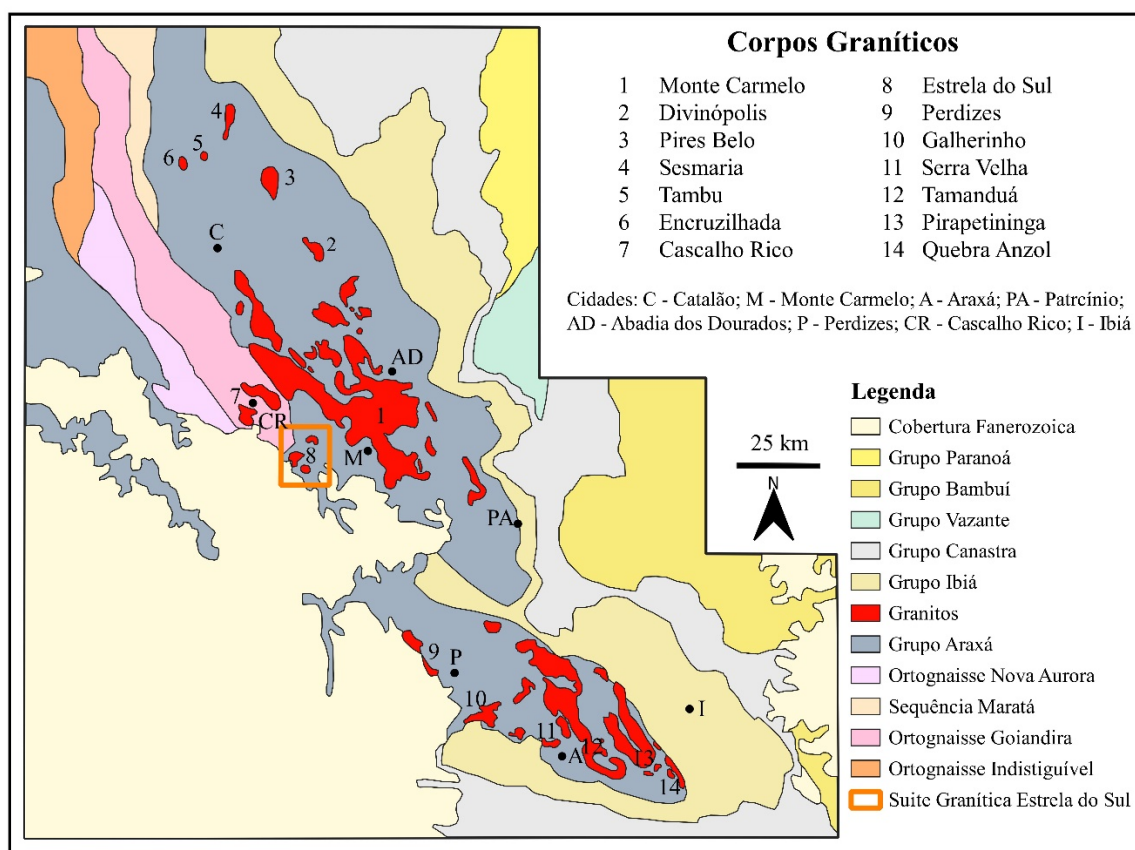 Corpos Graníticos
1 Monte Carmelo
2 Divinópolis
3 Pires Belo
4 Sesmaria
5 Tambu
6 Encruzilhada
7 Cascalho Rico
8 Estrela do Sul
9 Perdizes
10 Galherinho
11 Serra Velha
12 Tamanduá
13 Pirapetininga
14 Quebra Anzol
Cidades: C - Catalão; M - Monte Carmelo; A - Araxá; PA - Patrcínio;
AD - Abadia dos Dourados; P - Perdizes; CR - Cascalho Rico; I - Ibiá
4
5
6
3
C
2
AD
7
1
CR
8
M
PA
9
P
10
I
11
12
A
13
14
25 km
N
Legenda
Cobertura Fanerozoica
Grupo Paranoá
Grupo Bambuí
Grupo Vazante
Grupo Canastra
Grupo Ibiá
Granitos
Grupo Araxá
Ortognaisse Nova Aurora
Sequência Maratá
Ortognaisse Goiandira
Ortognaisse Indistiguível
Suite Granítica Estrela do Sul